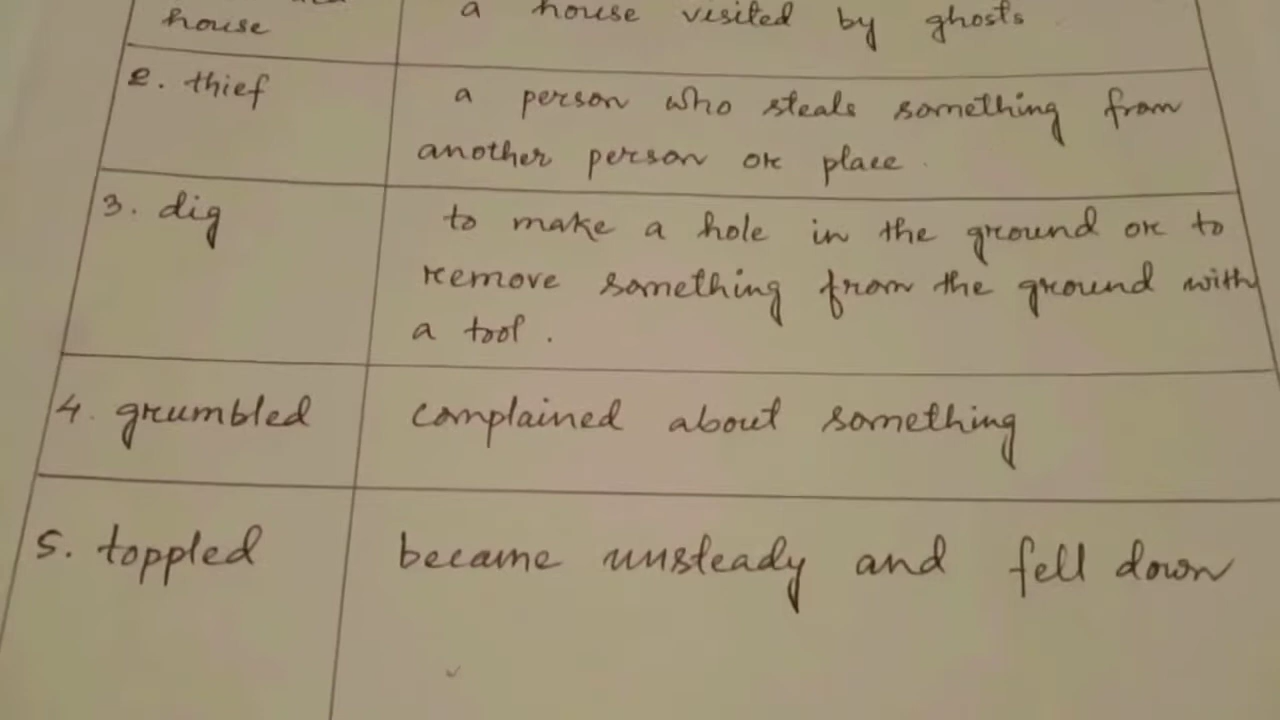 house a house visited by ghosts
2. thief a person who steals something from
another person or place.
3. dig to make a hole in the ground or to
remove something from the ground with
a tool.
4. grumbled complained about something
5. toppled became unsteady and fell down